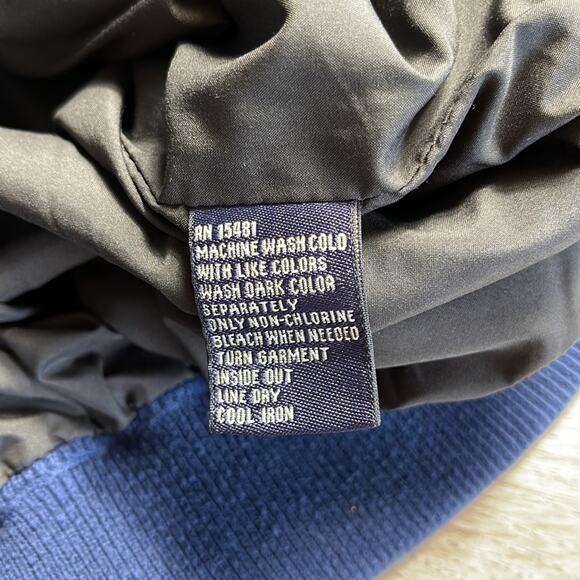 RN 15481
MACHINE WASH COLD
WITH LIKE COLORS
WASH DARK COLOR
SEPARATELY
ONLY NON-CHLORINE
BLEACH WHEN NEEDED
TURN GARMENT
INSIDE OUT
LINE DRY
COOL IRON